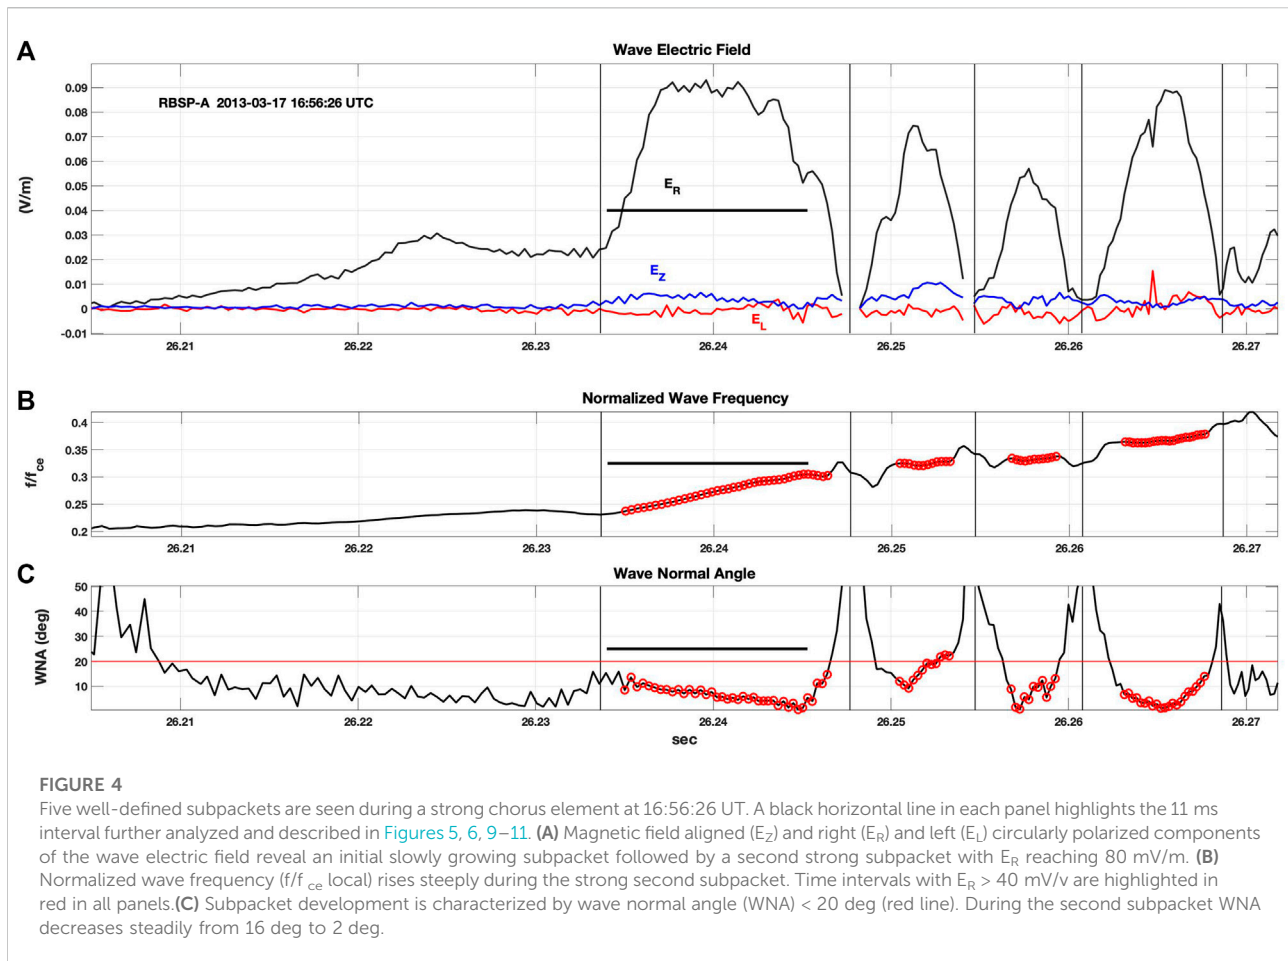 A
Wave Electric Field
RBSP-A 2013-03-17 16:56:26 UTC
(V/m)
0.09
0.08
0.07
0.06
0.05
0.04
0.03
0.02
0.01
0
-0.01
E_R
E_Z
E_L
26.21 26.22 26.23 26.24 26.25 26.26 26.27
B
Normalized Wave Frequency
f/f_ce
0.4
0.35
0.3
0.25
0.2
26.21 26.22 26.23 26.24 26.25 26.26 26.27
C
Wave Normal Angle
WNA (deg)
50
40
30
20
10
26.21 26.22 26.23 26.24 26.25 26.26 26.27
sec
FIGURE 4
Five well-defined subpackets are seen during a strong chorus element at 16:56:26 UT. A black horizontal line in each panel highlights the 11 ms
interval further analyzed and described in Figures 5, 6, 9–11. (A) Magnetic field aligned (E_Z) and right (E_R) and left (E_L) circularly polarized components
of the wave electric field reveal an initial slowly growing subpacket followed by a second strong subpacket with E_R reaching 80 mV/m. (B)
Normalized wave frequency (f/f_ce local) rises steeply during the strong second subpacket. Time intervals with E_R > 40 mV/v are highlighted in
red in all panels.(C) Subpacket development is characterized by wave normal angle (WNA) < 20 deg (red line). During the second subpacket WNA
decreases steadily from 16 deg to 2 deg.